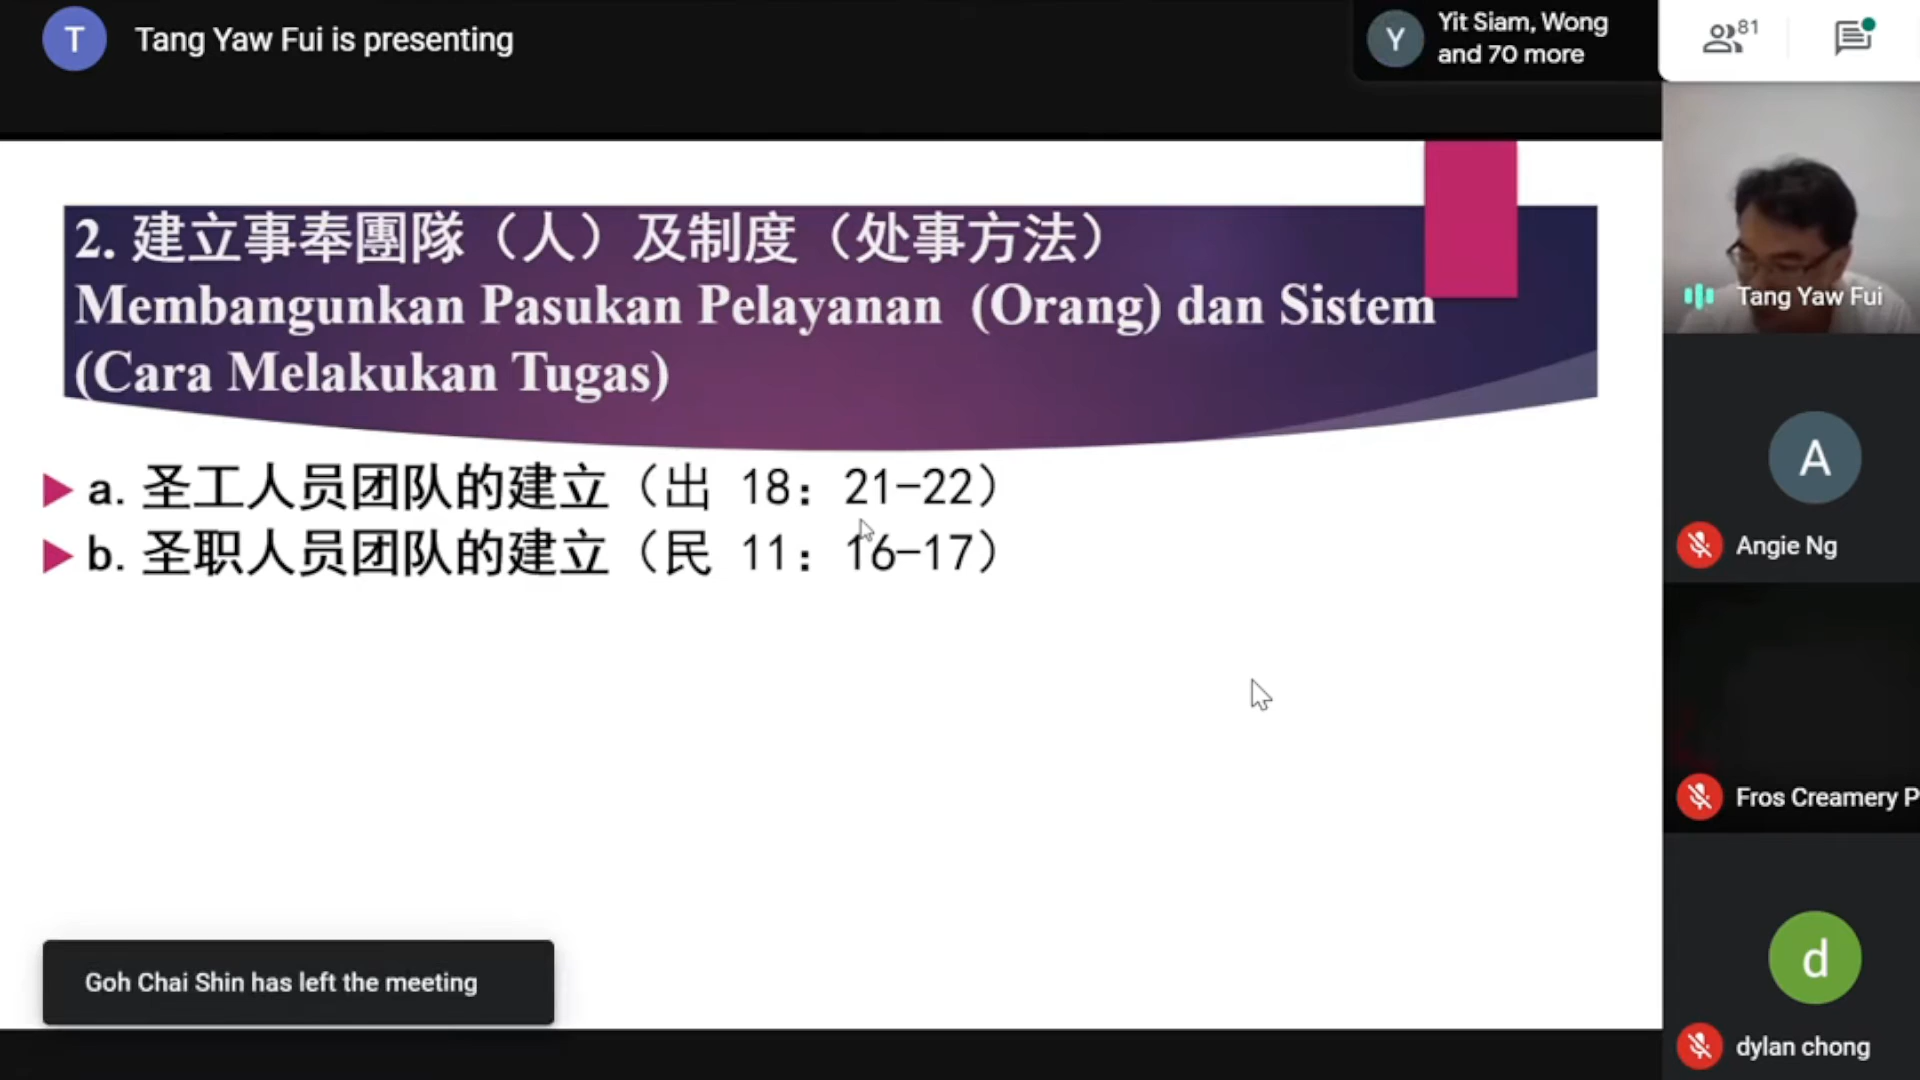 T
Tang Yaw Fui is presenting
Y
Yit Siam, Wong
and 70 more
81
2. 建立事奉團隊（人）及制度（处事方法）
Membangunkan Pasukan Pelayanan (Orang) dan Sistem
(Cara Melakukan Tugas)
a. 圣工人员团队的建立（出 18：21-22）
b. 圣职人员团队的建立（民 11：16-17）
Goh Chai Shin has left the meeting
Tang Yaw Fui
A
Angie Ng
Fros Creamery P
d
dylan chong